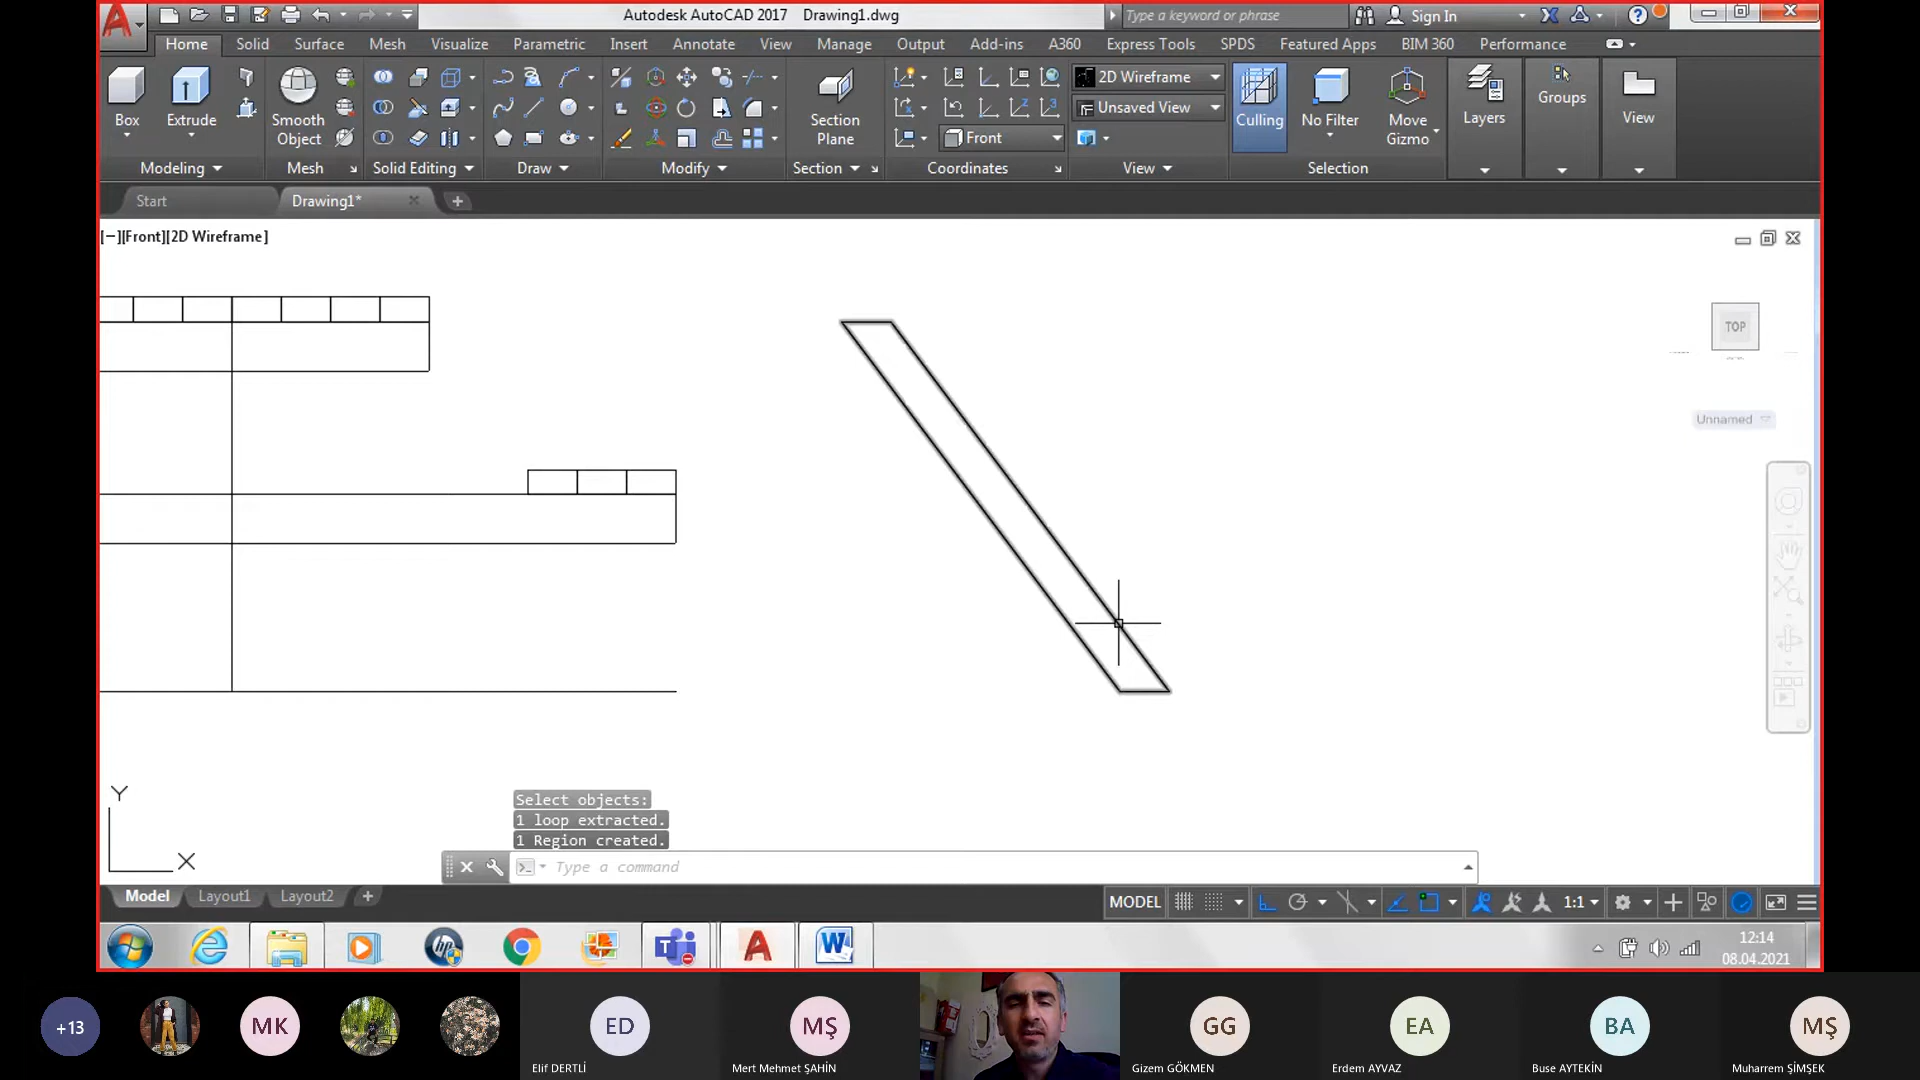 Autodesk AutoCAD 2017 Drawing1.dwg
Type a keyword or phrase
Sign In
Home Solid Surface Mesh Visualize Parametric Insert Annotate View Manage Output Add-ins A360 Express Tools SPDS Featured Apps BIM 360 Performance
Box
Extrude
Smooth
Object
Section
Plane
Front
2D Wireframe
Unsaved View
Culling
No Filter
Move
Gizmo
Layers
Groups
View
Modeling
Mesh
Solid Editing
Draw
Modify
Section
Coordinates
View
Selection
Start
Drawing1*
[−][Front][2D Wireframe]
TOP
Unnamed
Y
X
Select objects:
1 loop extracted.
1 Region created.
Type a command
Model Layout1 Layout2
MODEL
1:1
12:14
08.04.2021
+13
MK
ED
Elif DERTLİ
MŞ
Mert Mehmet ŞAHİN
GG
Gizem GÖKMEN
EA
Erdem AYVAZ
BA
Buse AYTEKİN
MŞ
Muharrem ŞİMŞEK